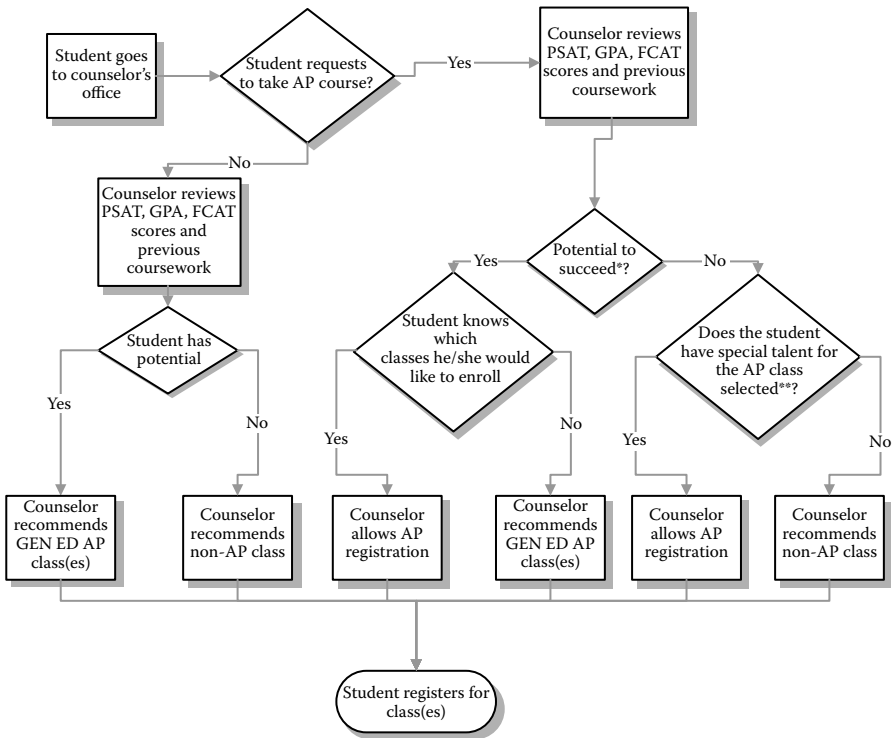 Student goes
to counselor's
office
Student requests
to take AP course?
Yes
Counselor reviews
PSAT, GPA, FCAT
scores and previous
coursework
No
Counselor reviews
PSAT, GPA, FCAT
scores and
previous
coursework
Potential to
succeed*?
Yes
No
Student has
potential
Student knows
which
classes he/she would
like to enroll
Does the student
have special talent for
the AP class
selected**?
Yes
No
Yes
No
Yes
No
Counselor
recommends
GEN ED AP
class(es)
Counselor
recommends
non-AP class
Counselor
allows AP
registration
Counselor
recommends
GEN ED AP
class(es)
Counselor
allows AP
registration
Counselor
recommends
non-AP class
Student registers for
class(es)